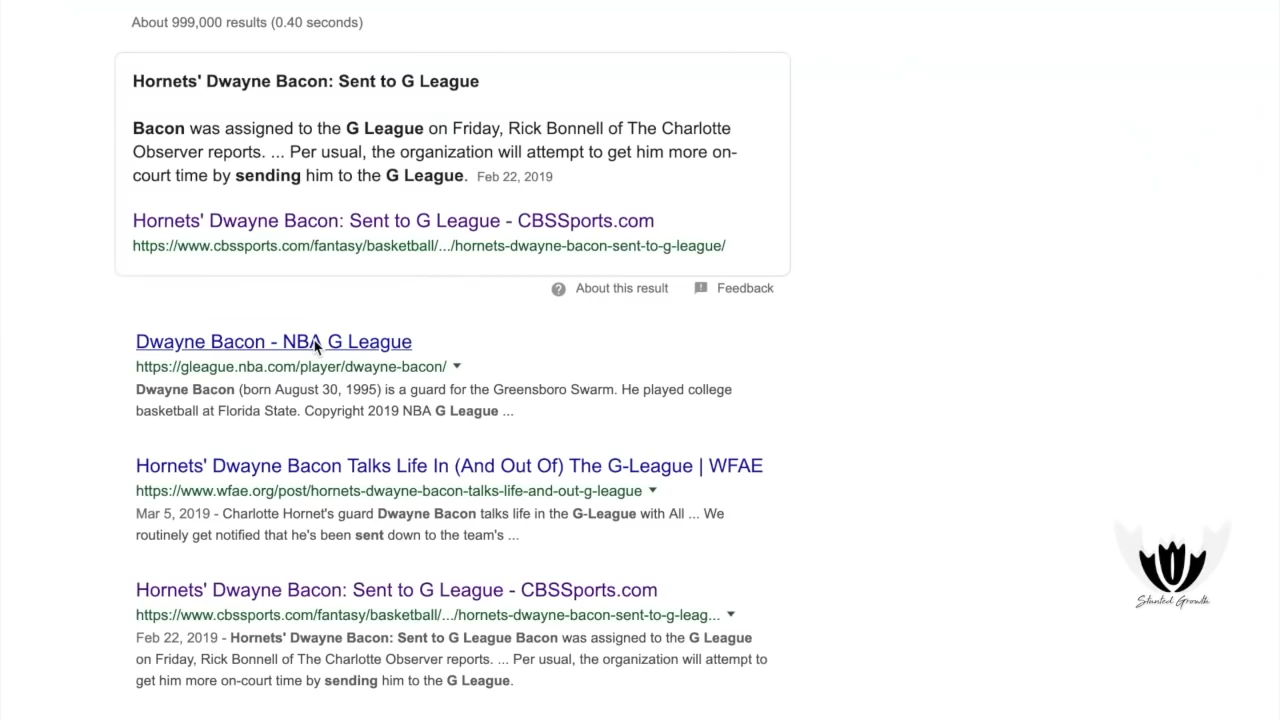 About 999,000 results (0.40 seconds)
Hornets' Dwayne Bacon: Sent to G League
Bacon was assigned to the G League on Friday, Rick Bonnell of The Charlotte
Observer reports. ... Per usual, the organization will attempt to get him more on-
court time by sending him to the G League. Feb 22, 2019
Hornets' Dwayne Bacon: Sent to G League - CBSSports.com
https://www.cbssports.com/fantasy/basketball/.../hornets-dwayne-bacon-sent-to-g-league/
About this result Feedback
Dwayne Bacon - NBA G League
https://gleague.nba.com/player/dwayne-bacon/
Dwayne Bacon (born August 30, 1995) is a guard for the Greensboro Swarm. He played college
basketball at Florida State. Copyright 2019 NBA G League ...
Hornets' Dwayne Bacon Talks Life In (And Out Of) The G-League | WFAE
https://www.wfae.org/post/hornets-dwayne-bacon-talks-life-and-out-g-league
Mar 5, 2019 - Charlotte Hornet's guard Dwayne Bacon talks life in the G-League with All ... We
routinely get notified that he's been sent down to the team's ...
Hornets' Dwayne Bacon: Sent to G League - CBSSports.com
https://www.cbssports.com/fantasy/basketball/.../hornets-dwayne-bacon-sent-to-g-leag...
Feb 22, 2019 - Hornets' Dwayne Bacon: Sent to G League Bacon was assigned to the G League
on Friday, Rick Bonnell of The Charlotte Observer reports. ... Per usual, the organization will attempt to
get him more on-court time by sending him to the G League.
Stunted Growth